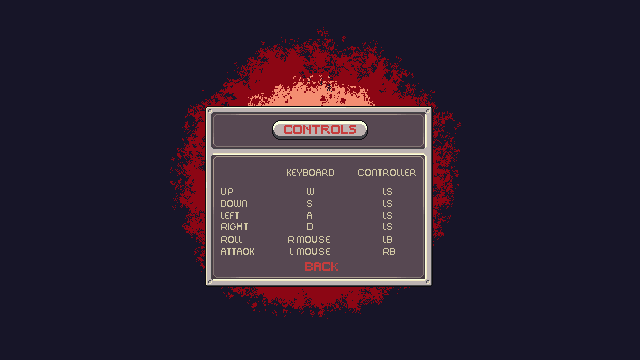 CONTROLS
KEYBOARD CONTROLLER
UP W LS
DOWN S LS
LEFT A LS
RIGHT D LS
ROLL R MOUSE LB
ATTACK L MOUSE RB
BACK